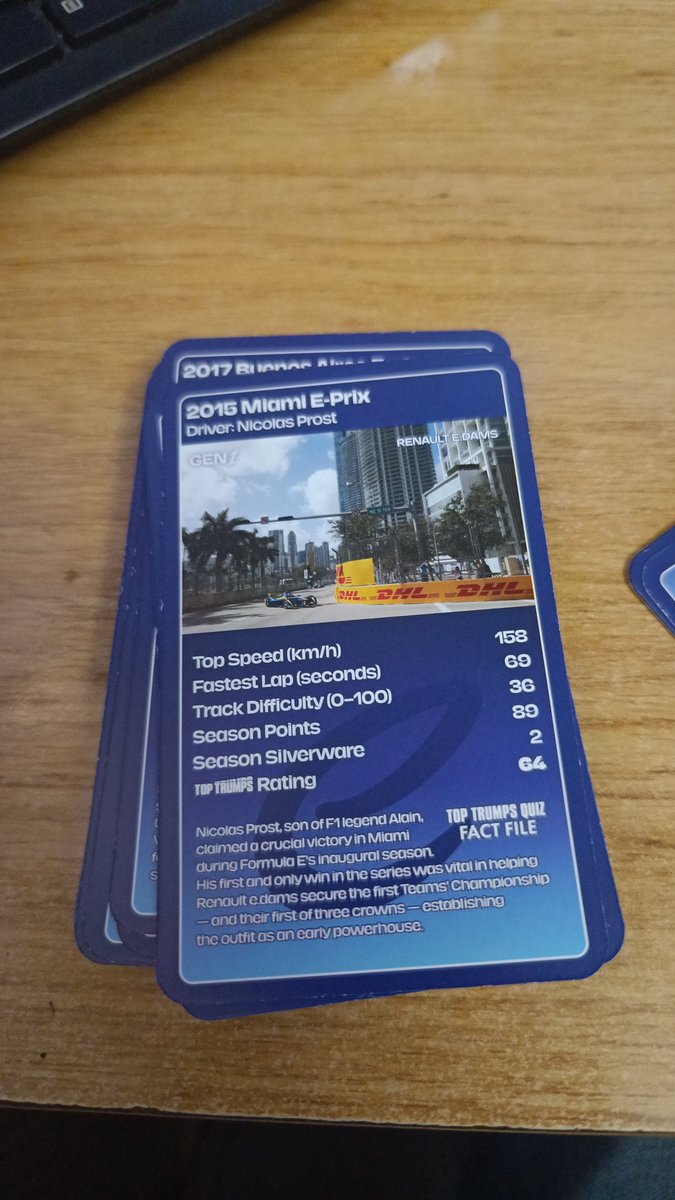 2017 Buenos Aires
2015 Miami E-Prix
Driver: Nicolas Prost
GEN1
RENAULT E.DAMS
DHL DHL DHL
Top Speed (km/h) 158
Fastest Lap (seconds) 69
Track Difficulty (0-100) 36
Season Points 89
Season Silverware 2
TOP TRUMPS Rating 64
Nicolas Prost, son of F1 legend Alain,
claimed a crucial victory in Miami
during Formula E's inaugural season.
His first and only win in the series was vital in helping
Renault e.dams secure the first Teams' Championship
— and their first of three crowns — establishing
the outfit as an early powerhouse.
TOP TRUMPS QUIZ
FACT FILE